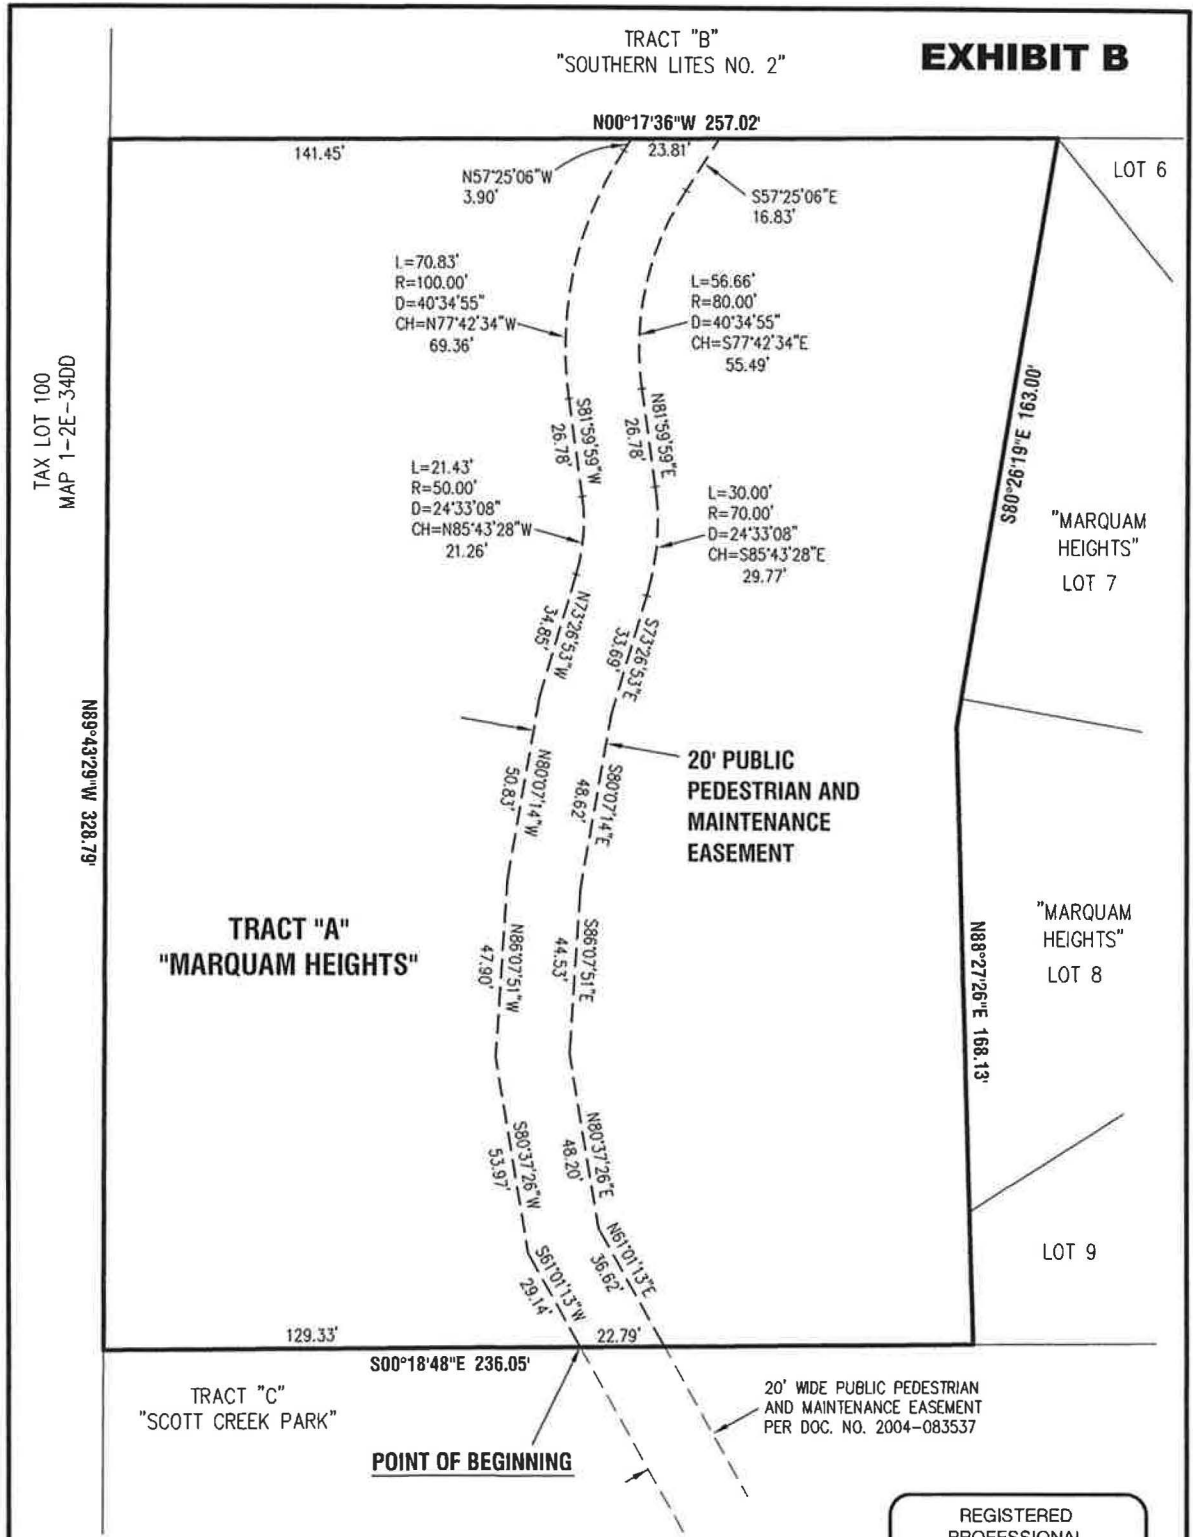 TRACT "B"
"SOUTHERN LITES NO. 2"
EXHIBIT B
N00°17'36"W 257.02'
141.45'
23.81'
LOT 6
N57°25'06"W
3.90'
S57°25'06"E
16.83'
L=70.83'
R=100.00'
D=40°34'55"
CH=N77°42'34"W
69.36'
L=56.66'
R=80.00'
D=40°34'55"
CH=S77°42'34"E
55.49'
TAX LOT 100
MAP 1-2E-34DD
S81°59'59"W
26.78'
N81°59'59"E
26.78'
S80°26'19"E 163.00'
L=21.43'
R=50.00'
D=24°33'08"
CH=N85°43'28"W
21.26'
L=30.00'
R=70.00'
D=24°33'08"
CH=S85°43'28"E
29.77'
"MARQUAM
HEIGHTS"
LOT 7
N73°26'53"W
34.85'
S73°26'53"E
33.69'
N89°43'29"W 328.79'
N80°07'14"W
50.83'
S80°07'14"E
48.62'
20' PUBLIC
PEDESTRIAN AND
MAINTENANCE
EASEMENT
TRACT "A"
"MARQUAM HEIGHTS"
N86°07'51"W
47.90'
S86°07'51"E
44.53'
"MARQUAM
HEIGHTS"
LOT 8
N88°27'26"E 168.13'
S80°37'26"W
53.97'
N80°37'26"E
48.20'
LOT 9
S61°01'13"W
29.14'
N61°01'13"E
36.62'
129.33'
22.79'
S00°18'48"E 236.05'
TRACT "C"
"SCOTT CREEK PARK"
20' WIDE PUBLIC PEDESTRIAN
AND MAINTENANCE EASEMENT
PER DOC. NO. 2004-083537
POINT OF BEGINNING
REGISTERED
PROFESSIONAL